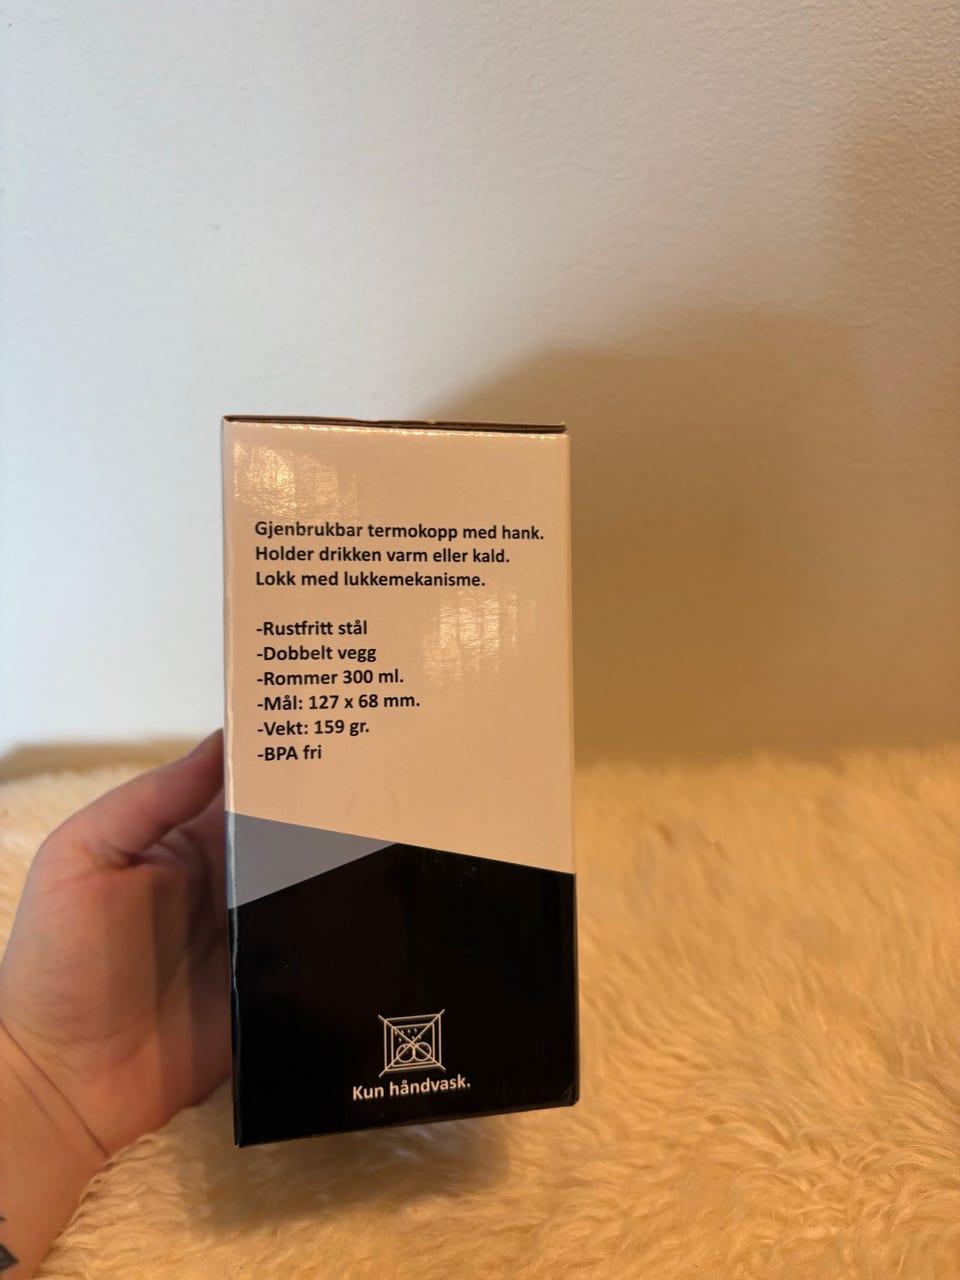 Gjenbrukbar termokopp med hank.
Holder drikken varm eller kald.
Lokk med lukkemekanisme.
-Rustfritt stål
-Dobbelt vegg
-Rommer 300 ml.
-Mål: 127 x 68 mm.
-Vekt: 159 gr.
-BPA fri
Kun håndvask.